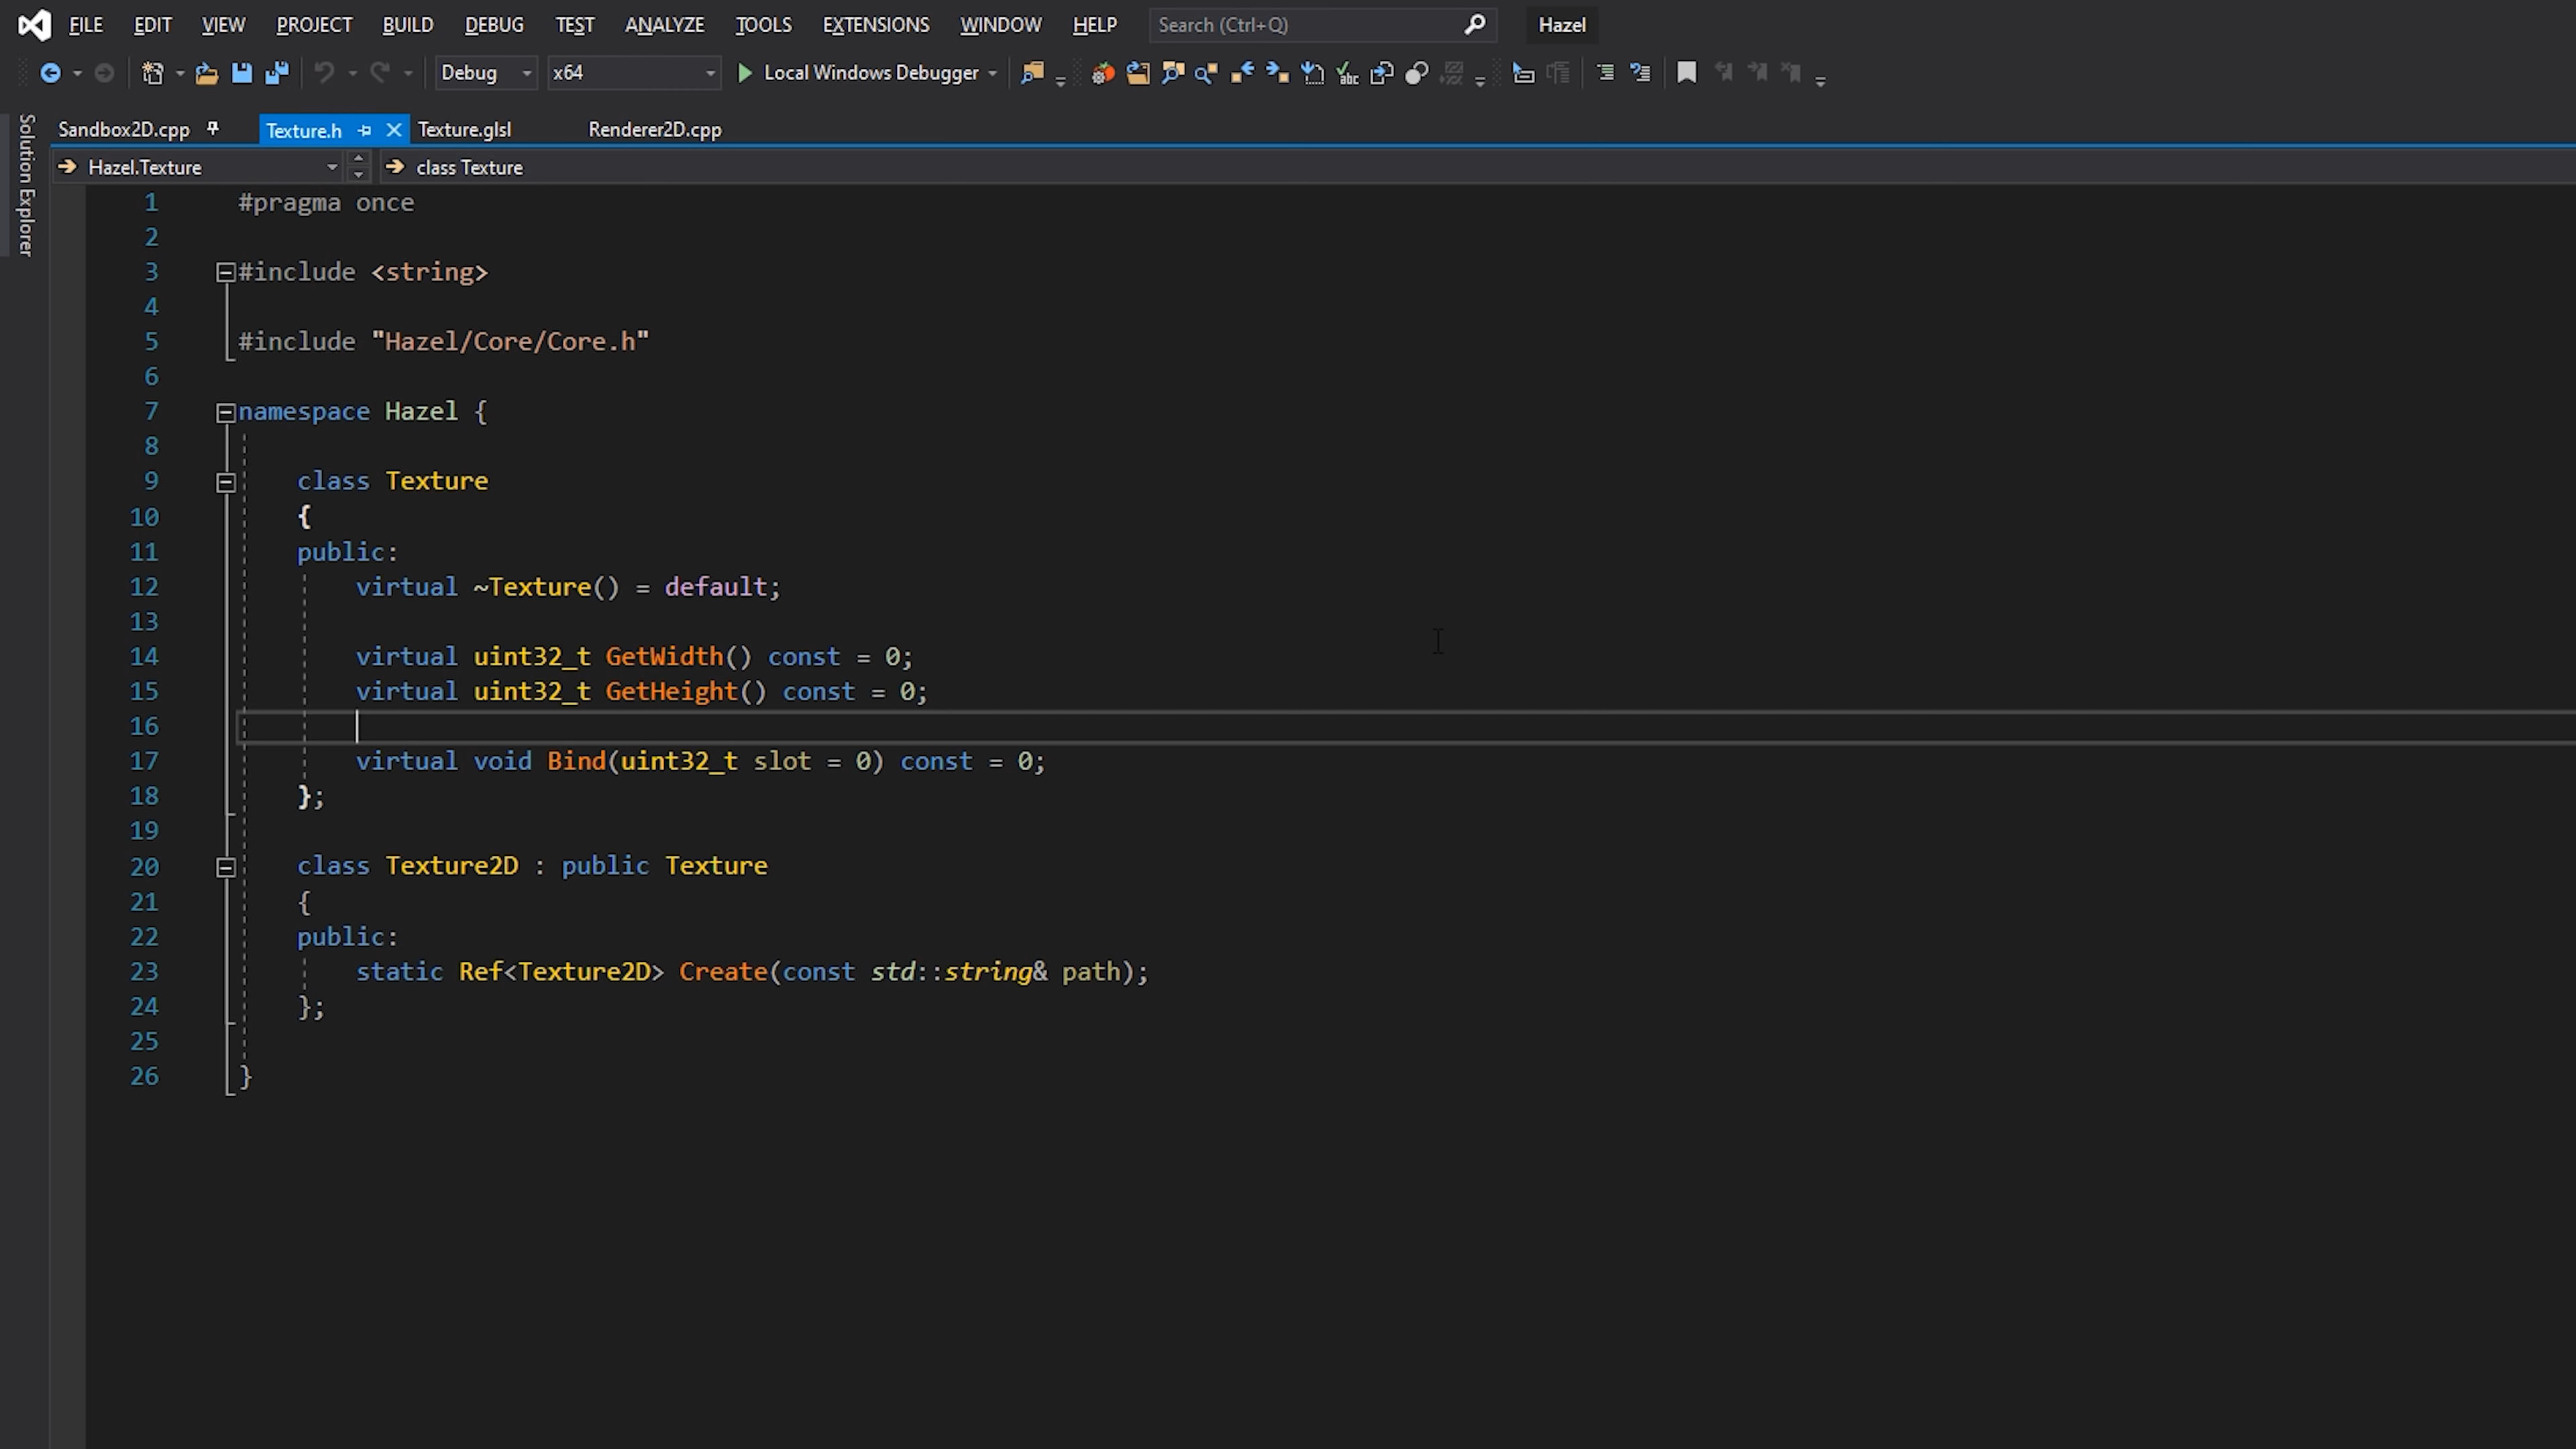 FILE EDIT VIEW PROJECT BUILD DEBUG TEST ANALYZE TOOLS EXTENSIONS WINDOW HELP Search (Ctrl+Q) Hazel
Debug x64 Local Windows Debugger
Solution Explorer
Sandbox2D.cpp Texture.h Texture.glsl Renderer2D.cpp
Hazel.Texture class Texture
1 #pragma once
2
3 #include <string>
4
5 #include "Hazel/Core/Core.h"
6
7 namespace Hazel {
8
9 class Texture
10 {
11 public:
12 virtual ~Texture() = default;
13
14 virtual uint32_t GetWidth() const = 0;
15 virtual uint32_t GetHeight() const = 0;
16
17 virtual void Bind(uint32_t slot = 0) const = 0;
18 };
19
20 class Texture2D : public Texture
21 {
22 public:
23 static Ref<Texture2D> Create(const std::string& path);
24 };
25
26 }